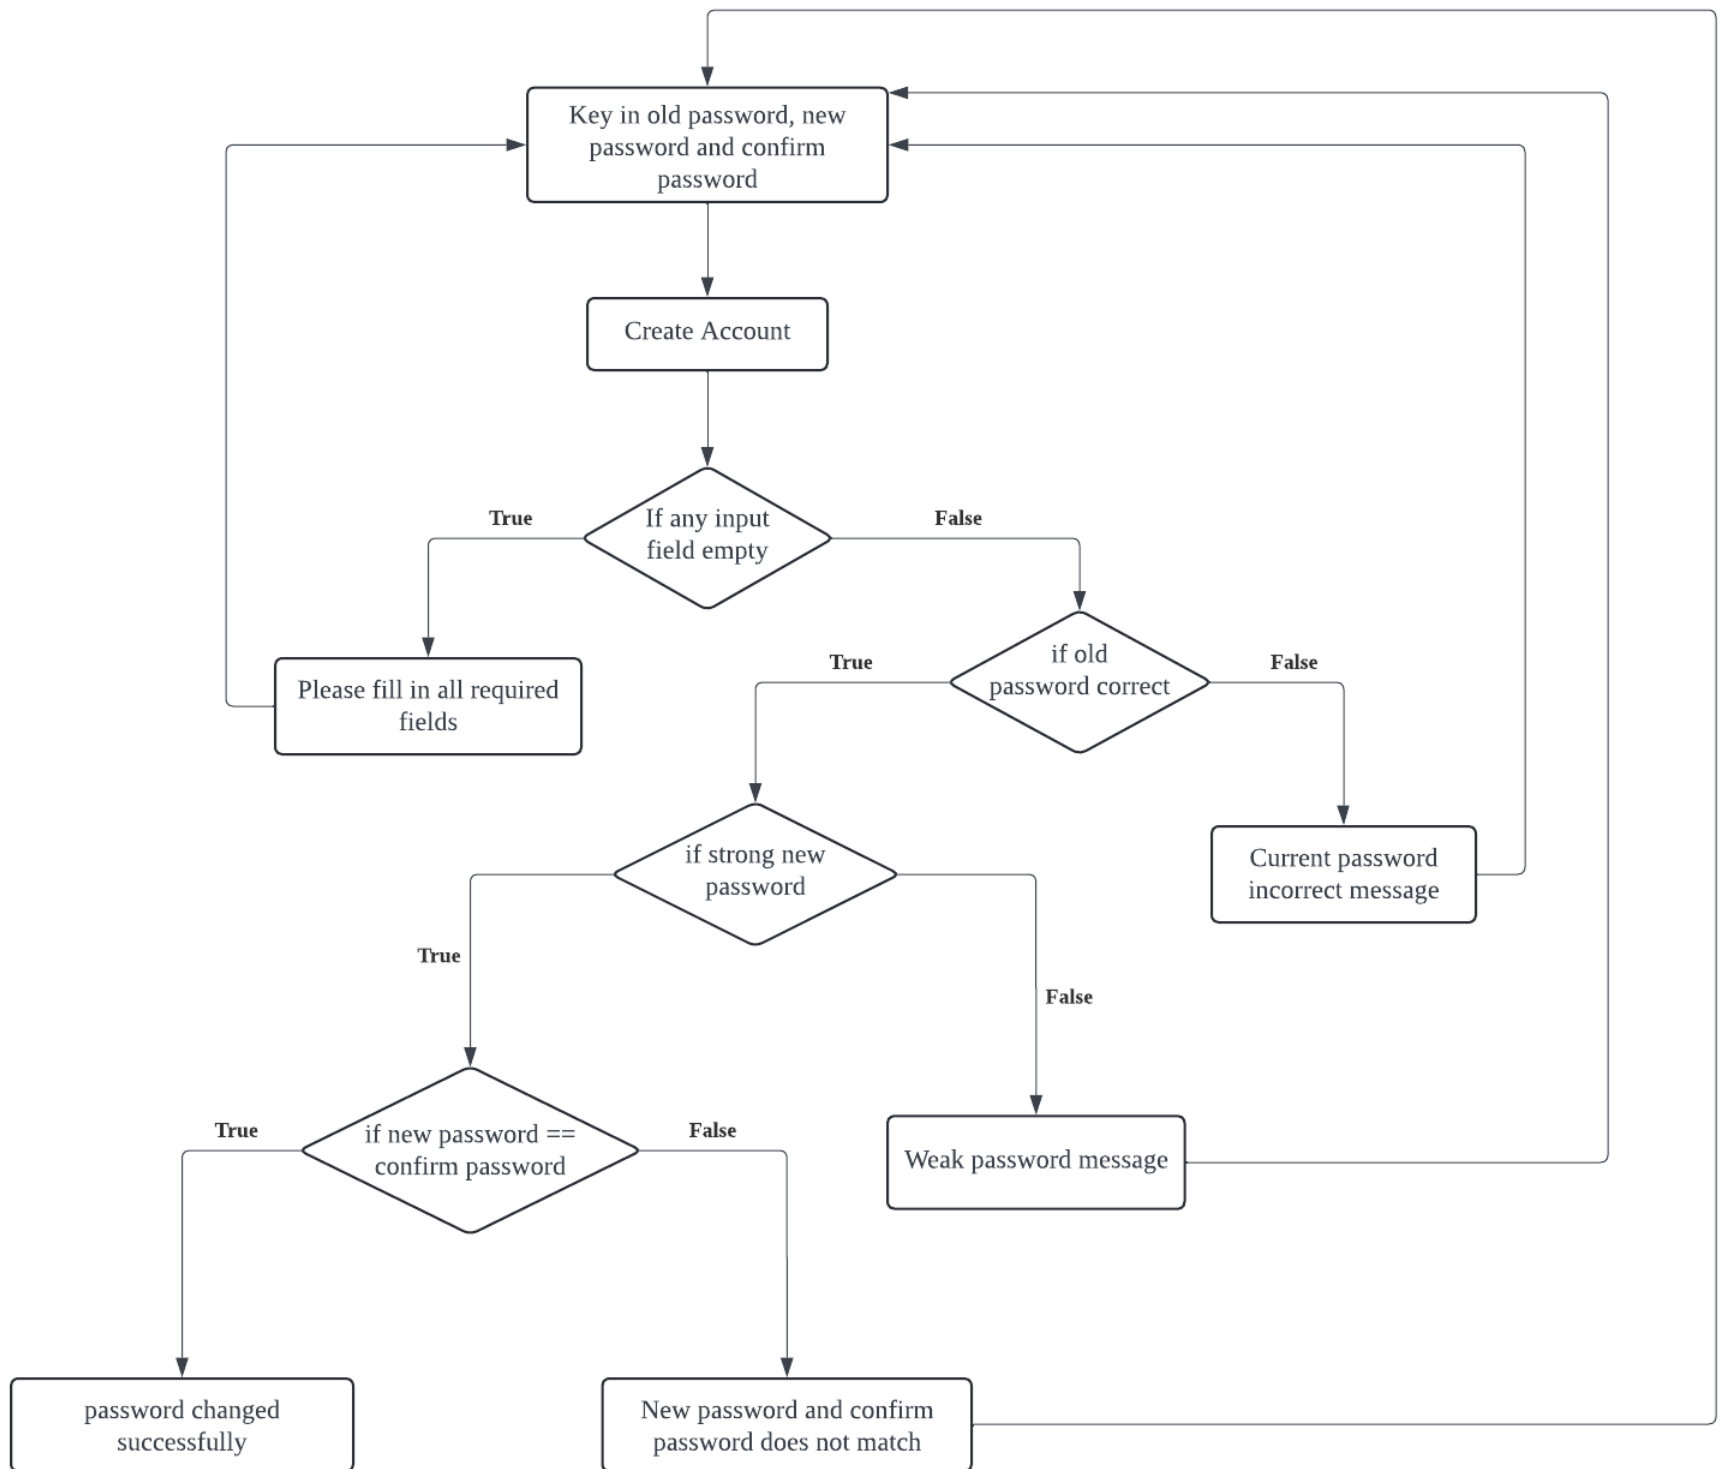 Key in old password, new
password and confirm
password
Create Account
If any input
field empty
True
False
Please fill in all required
fields
if old
password correct
True
False
if strong new
password
Current password
incorrect message
True
False
if new password ==
confirm password
True
False
Weak password message
password changed
successfully
New password and confirm
password does not match